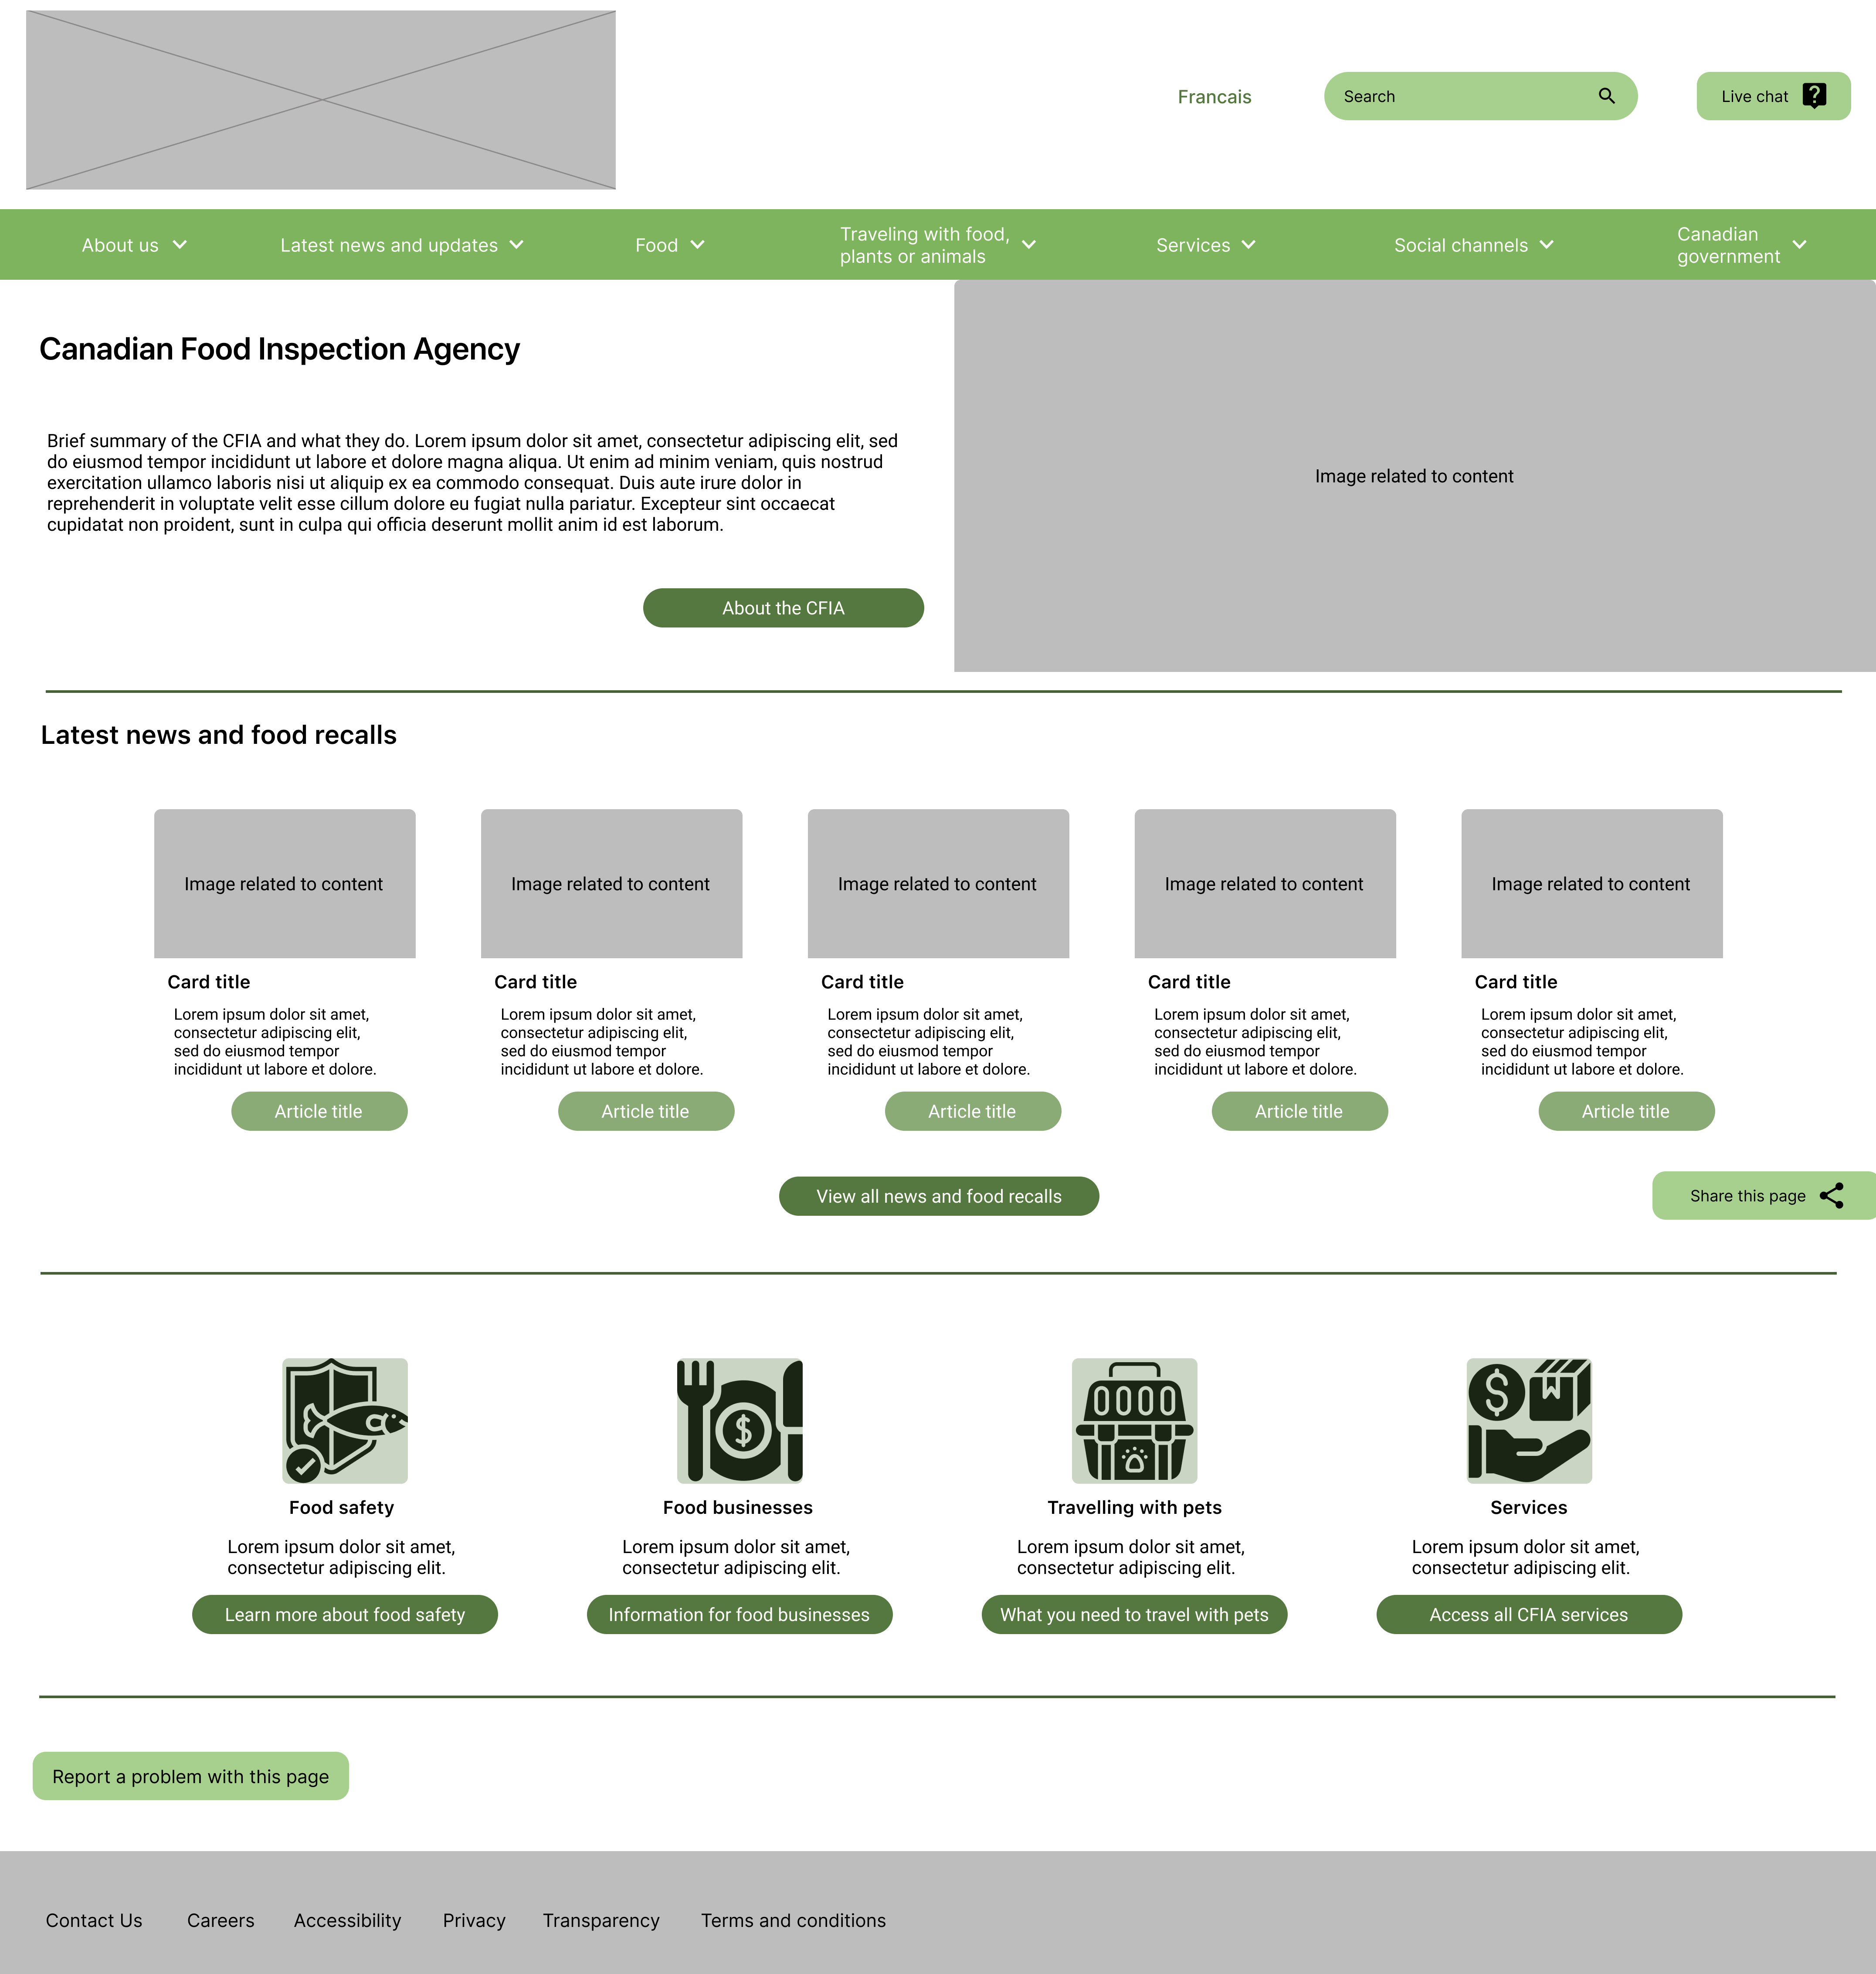 Francais
Search
Live chat
About us
Latest news and updates
Food
Traveling with food,
plants or animals
Services
Social channels
Canadian
government
Canadian Food Inspection Agency
Brief summary of the CFIA and what they do. Lorem ipsum dolor sit amet, consectetur adipiscing elit, sed
do eiusmod tempor incididunt ut labore et dolore magna aliqua. Ut enim ad minim veniam, quis nostrud
exercitation ullamco laboris nisi ut aliquip ex ea commodo consequat. Duis aute irure dolor in
reprehenderit in voluptate velit esse cillum dolore eu fugiat nulla pariatur. Excepteur sint occaecat
cupidatat non proident, sunt in culpa qui officia deserunt mollit anim id est laborum.
About the CFIA
Image related to content
Latest news and food recalls
Image related to content
Card title
Lorem ipsum dolor sit amet,
consectetur adipiscing elit,
sed do eiusmod tempor
incididunt ut labore et dolore.
Article title
Image related to content
Card title
Lorem ipsum dolor sit amet,
consectetur adipiscing elit,
sed do eiusmod tempor
incididunt ut labore et dolore.
Article title
Image related to content
Card title
Lorem ipsum dolor sit amet,
consectetur adipiscing elit,
sed do eiusmod tempor
incididunt ut labore et dolore.
Article title
Image related to content
Card title
Lorem ipsum dolor sit amet,
consectetur adipiscing elit,
sed do eiusmod tempor
incididunt ut labore et dolore.
Article title
Image related to content
Card title
Lorem ipsum dolor sit amet,
consectetur adipiscing elit,
sed do eiusmod tempor
incididunt ut labore et dolore.
Article title
View all news and food recalls
Share this page
Food safety
Lorem ipsum dolor sit amet,
consectetur adipiscing elit.
Learn more about food safety
Food businesses
Lorem ipsum dolor sit amet,
consectetur adipiscing elit.
Information for food businesses
Travelling with pets
Lorem ipsum dolor sit amet,
consectetur adipiscing elit.
What you need to travel with pets
Services
Lorem ipsum dolor sit amet,
consectetur adipiscing elit.
Access all CFIA services
Report a problem with this page
Contact Us
Careers
Accessibility
Privacy
Transparency
Terms and conditions